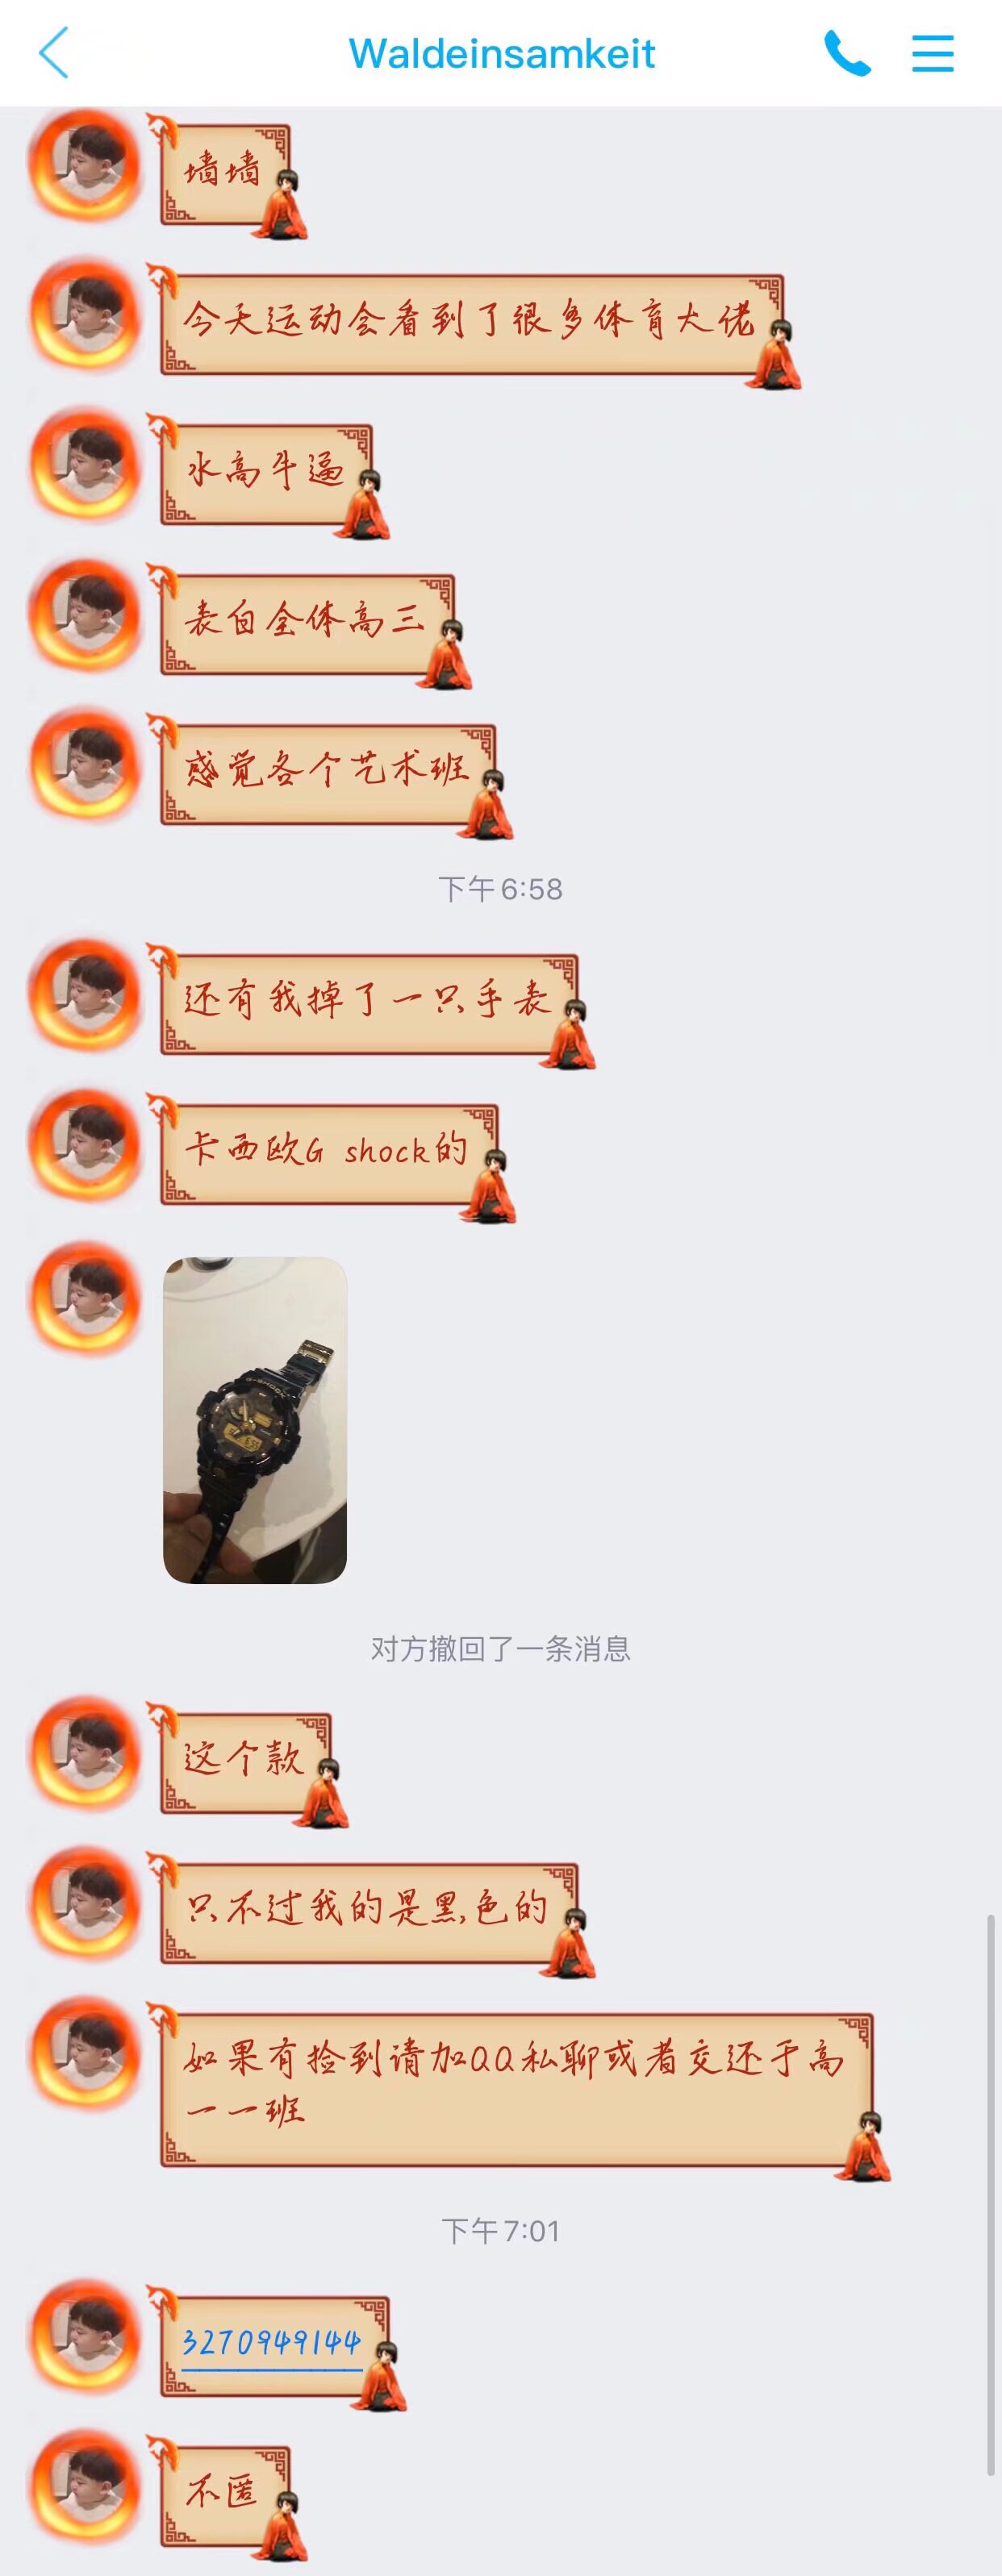 Waldeinsamkeit
墙墙
今天运动会看到了很多体育大佬
水高牛逼
表白全体高三
感觉各个艺术班
下午 6:58
还有我掉了一只手表
卡西欧G shock的
G-SHOCK
对方撤回了一条消息
这个款
只不过我的是黑色的
如果有捡到请加QQ私聊或者交还于高
一一班
下午 7:01
3270949144
不匿